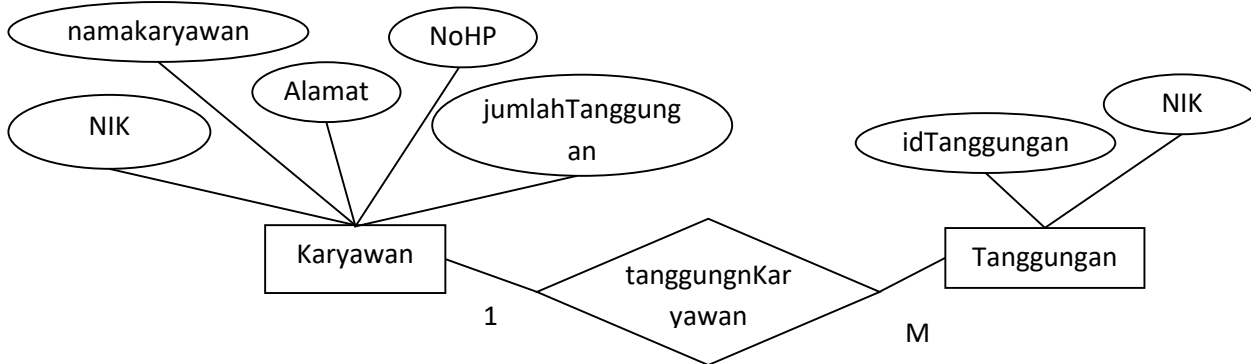 namakaryawan
NoHP
Alamat
NIK
jumlahTanggung
an
NIK
idTanggungan
Karyawan
tanggungnKar
yawan
Tanggungan
1
M